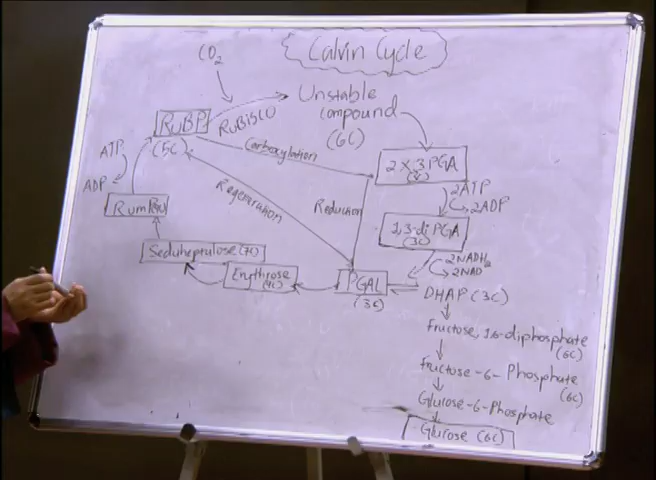 Calvin Cycle
CO2
RuBP
(5C)
RuBisCO
Unstable
Compound
(6C)
Carboxylation
2 x 3 PGA
2ATP
2ADP
1,3-di PGA
(3C)
2NADH2
2NAD
Reduction
Regeneration
ATP
ADP
Seduheptulose (7C)
Erythrose
(4C)
PGAL
(3C)
DHAP (3C)
Fructose, 1,6-diphosphate
(6C)
Fructose-6-Phosphate
(6C)
Glucose-6-Phosphate
Glucose (6C)